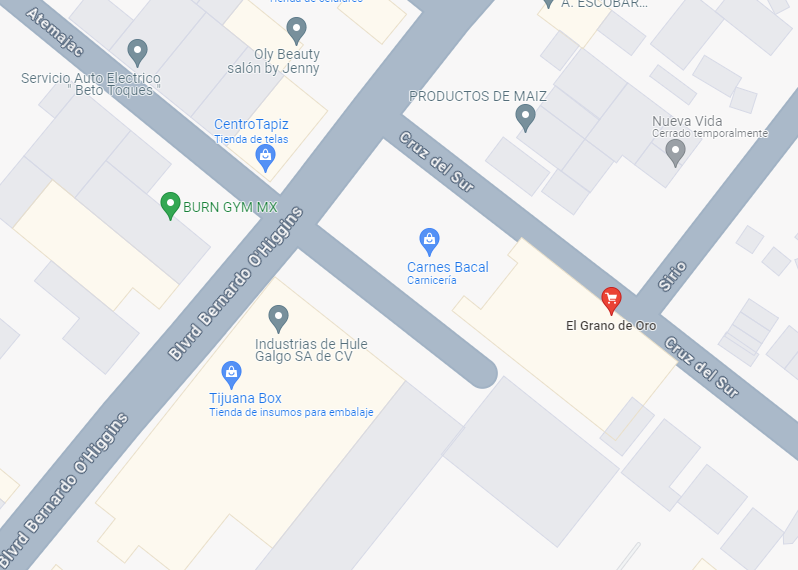 Tienda de celulares
A. ESCOBAR...
Atemajac
Oly Beauty
salón by Jenny
Servicio Auto Electrico
" Beto Toques "
PRODUCTOS DE MAIZ
CentroTapiz
Tienda de telas
Nueva Vida
Cerrado temporalmente
Cruz del Sur
BURN GYM MX
Blvrd Bernardo O'Higgins
Carnes Bacal
Carnicería
Sirio
El Grano de Oro
Industrias de Hule
Galgo SA de CV
Cruz del Sur
Tijuana Box
Tienda de insumos para embalaje
Blvrd Bernardo O'Higgins